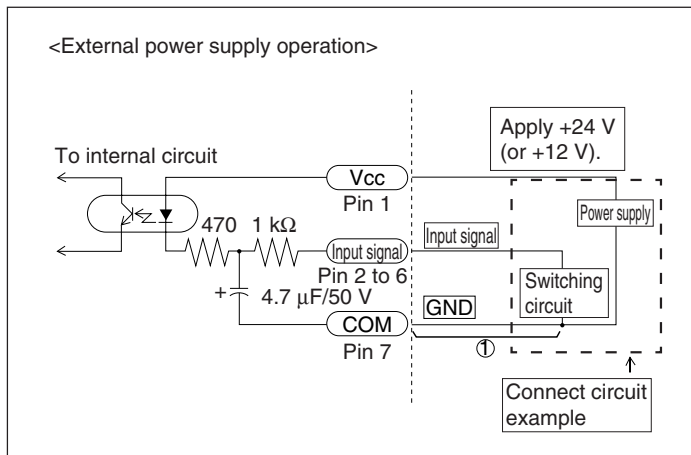 <External power supply operation>
Apply +24 V
(or +12 V).
To internal circuit
Vcc
Pin 1
Power supply
470
1 kΩ
Input signal
Input signal
Pin 2 to 6
Switching
circuit
+
4.7 μF/50 V
GND
COM
Pin 7
①
Connect circuit
example